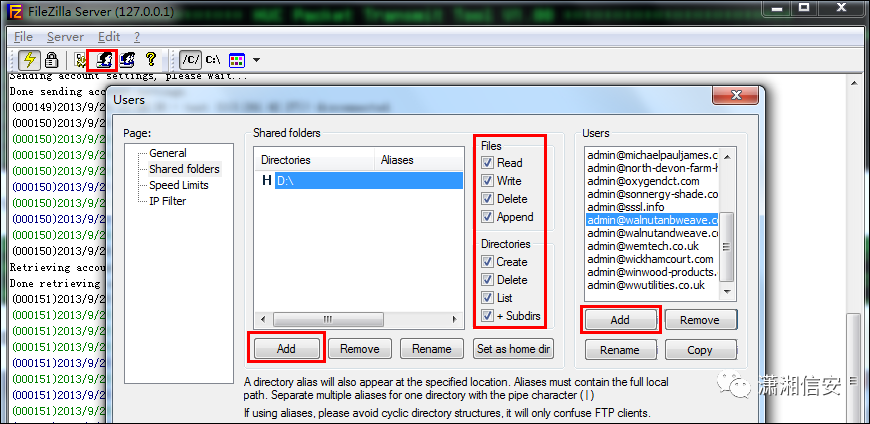 FileZilla Server (127.0.0.1)
File Server Edit ?
/C/ C:\
Sending account settings, please wait...
Done sending account
(000149)2013/9/2
(000150)2013/9/2
(000150)2013/9/2
(000150)2013/9/2
(000150)2013/9/2
(000150)2013/9/2
(000150)2013/9/2
(000150)2013/9/2
(000150)2013/9/2
(000150)2013/9/2
Retrieving accou
Done retrieving
(000151)2013/9/2
(000151)2013/9/2
(000151)2013/9/2
(000151)2013/9/2
(000151)2013/9/2
(000151)2013/9/2
(000151)2013/9/2
(000151)2013/9/2
Users
Page:
General
Shared folders
Speed Limits
IP Filter
Shared folders
Directories Aliases
H D:\
Add Remove Rename Set as home dir
Files
Read
Write
Delete
Append
Directories
Create
Delete
List
+ Subdirs
Users
admin@michaelpauljames.c
admin@north-devon-farm-h
admin@oxygendct.com
admin@sonnergy-shade.co
admin@sssl.info
admin@walnutanbweave.co
admin@walnutandweave.co
admin@wemtech.co.uk
admin@wickhamcourt.com
admin@winwood-products.
admin@wwutilities.co.uk
Add Remove
Rename Copy
A directory alias will also appear at the specified location. Aliases must contain the full local
path. Separate multiple aliases for one directory with the pipe character (|)
If using aliases, please avoid cyclic directory structures, it will only confuse FTP clients.
潇湘信安